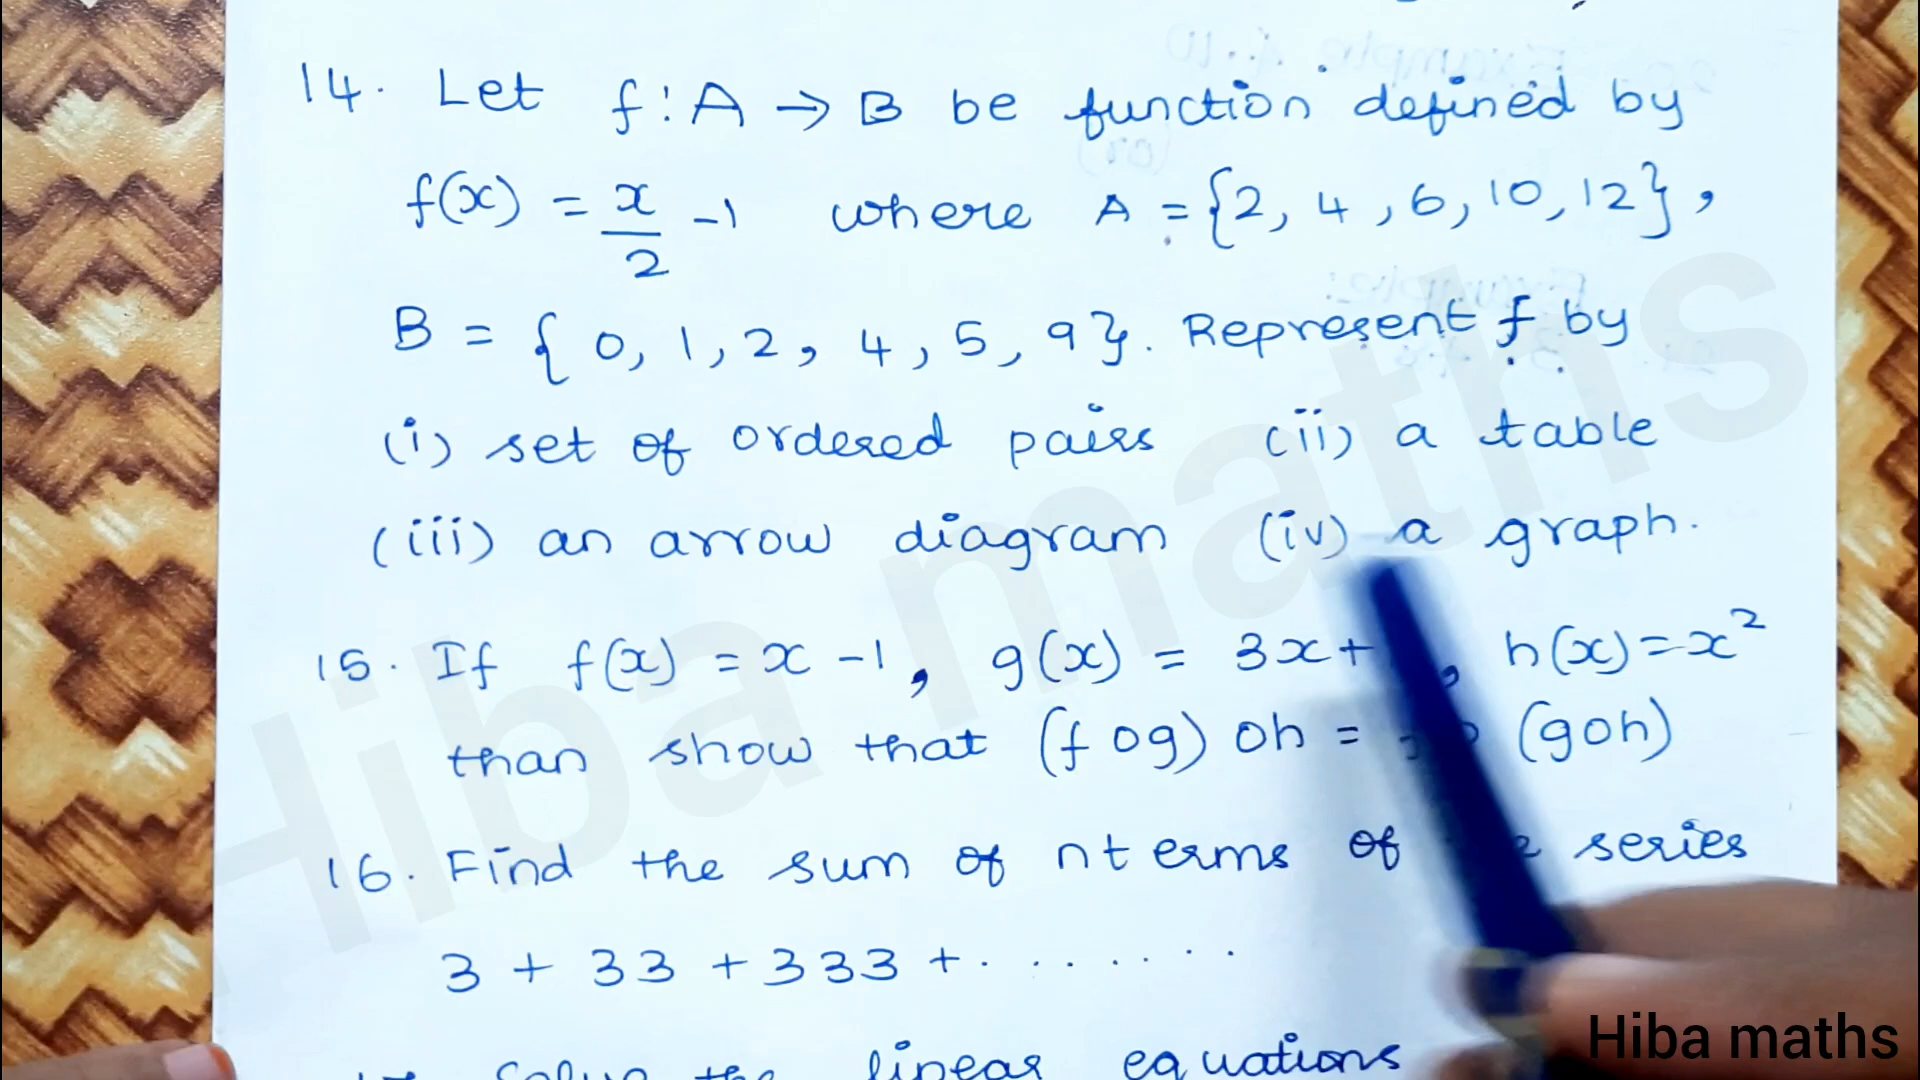 14. Let f : A → B be function defined by
f(x) = x/2 -1 where A = {2, 4, 6, 10, 12},
B = { 0, 1, 2, 4, 5, 9}. Represent f by
(i) set of ordered pairs (ii) a table
(iii) an arrow diagram (iv) a graph.
15. If f(x) = x -1, g(x) = 3x+ , h(x) = x²
than show that (f og) oh = (goh)
16. Find the sum of n terms of series
3 + 33 + 333 + . . . . . . .
linear equations
Hiba maths
Hiba maths